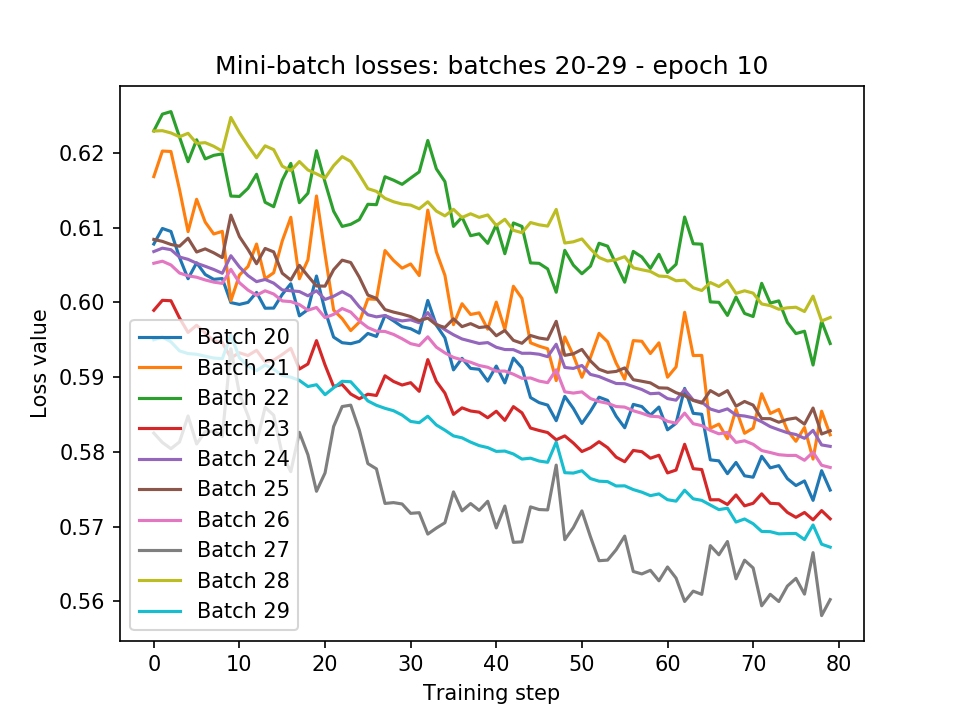 Mini-batch losses: batches 20-29 - epoch 10
Loss value
0.62
0.61
0.60
0.59
0.58
0.57
0.56
Batch 20
Batch 21
Batch 22
Batch 23
Batch 24
Batch 25
Batch 26
Batch 27
Batch 28
Batch 29
0 10 20 30 40 50 60 70 80
Training step